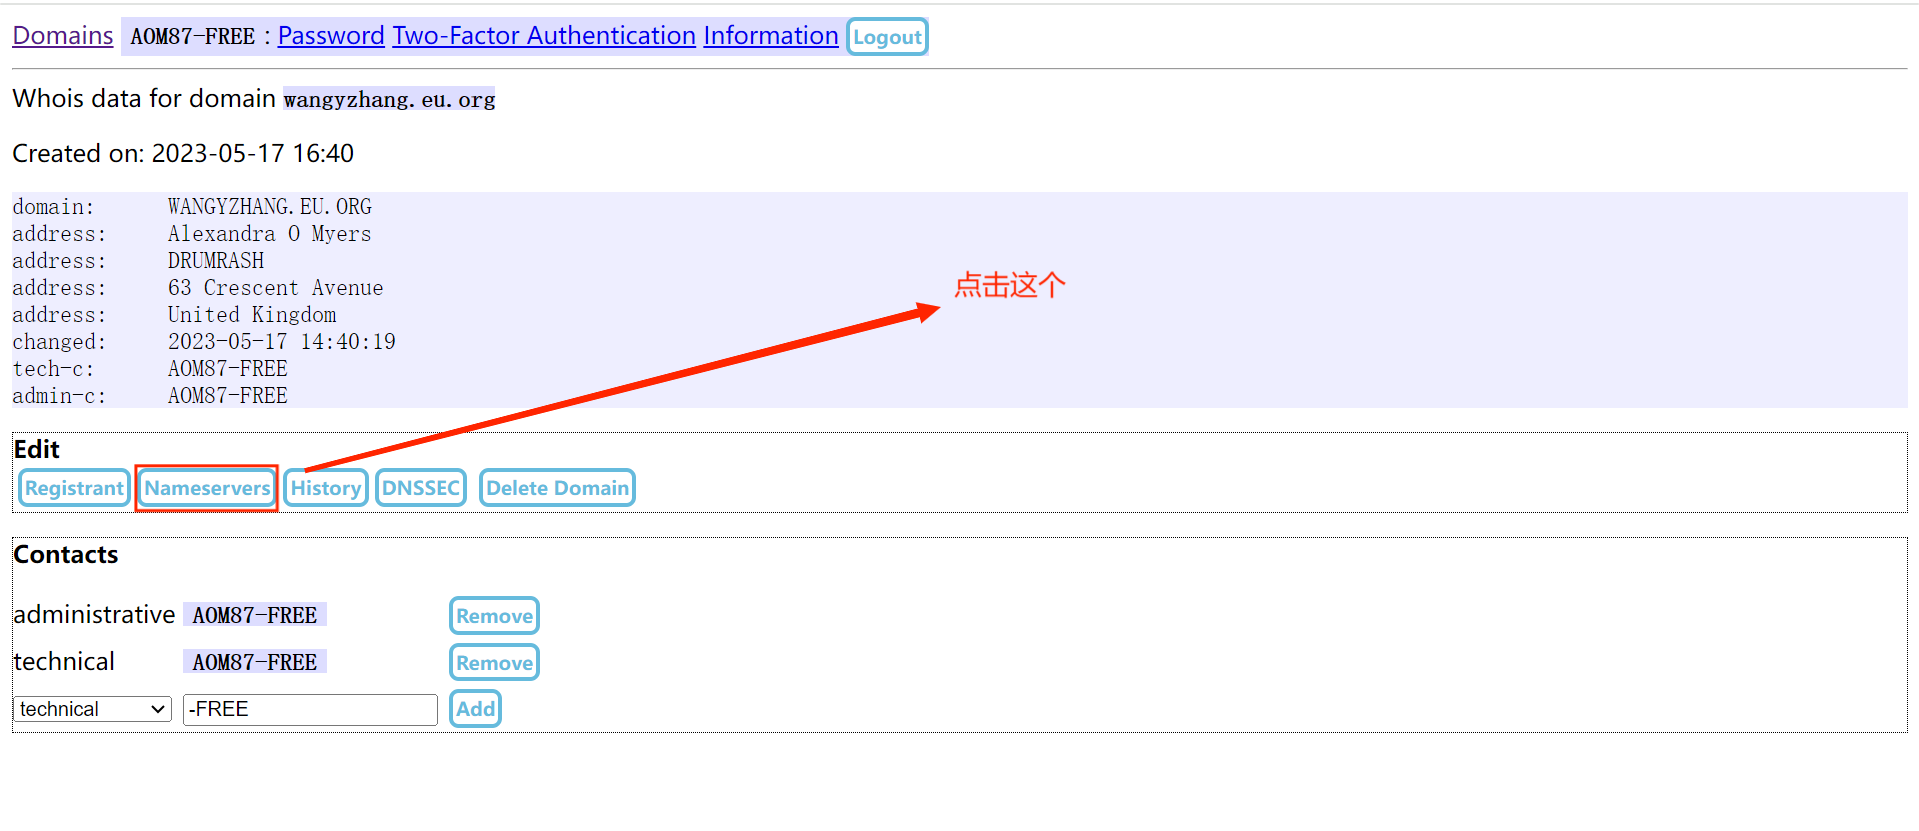 Domains AOM87-FREE : Password Two-Factor Authentication Information Logout
Whois data for domain wangyzhang.eu.org
Created on: 2023-05-17 16:40
domain: WANGYZHANG.EU.ORG
address: Alexandra O Myers
address: DRUMRASH
address: 63 Crescent Avenue
address: United Kingdom
changed: 2023-05-17 14:40:19
tech-c: AOM87-FREE
admin-c: AOM87-FREE
点击这个
Edit
Registrant Nameservers History DNSSEC Delete Domain
Contacts
administrative AOM87-FREE Remove
technical AOM87-FREE Remove
technical -FREE Add